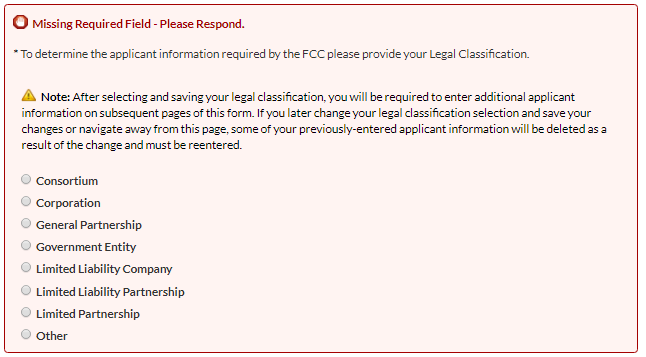 Missing Required Field - Please Respond.
* To determine the applicant information required by the FCC please provide your Legal Classification.
Note: After selecting and saving your legal classification, you will be required to enter additional applicant
information on subsequent pages of this form. If you later change your legal classification selection and save your
changes or navigate away from this page, some of your previously-entered applicant information will be deleted as a
result of the change and must be reentered.
Consortium
Corporation
General Partnership
Government Entity
Limited Liability Company
Limited Liability Partnership
Limited Partnership
Other